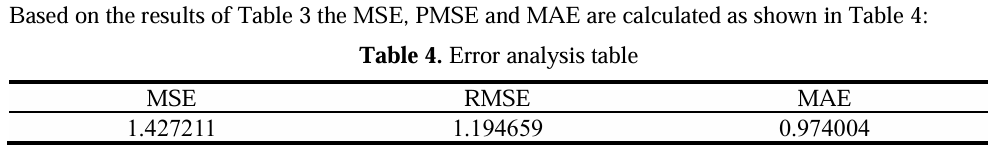 Based on the results of Table 3 the MSE, PMSE and MAE are calculated as shown in Table 4:
Table 4. Error analysis table
MSE RMSE MAE
1.427211 1.194659 0.974004